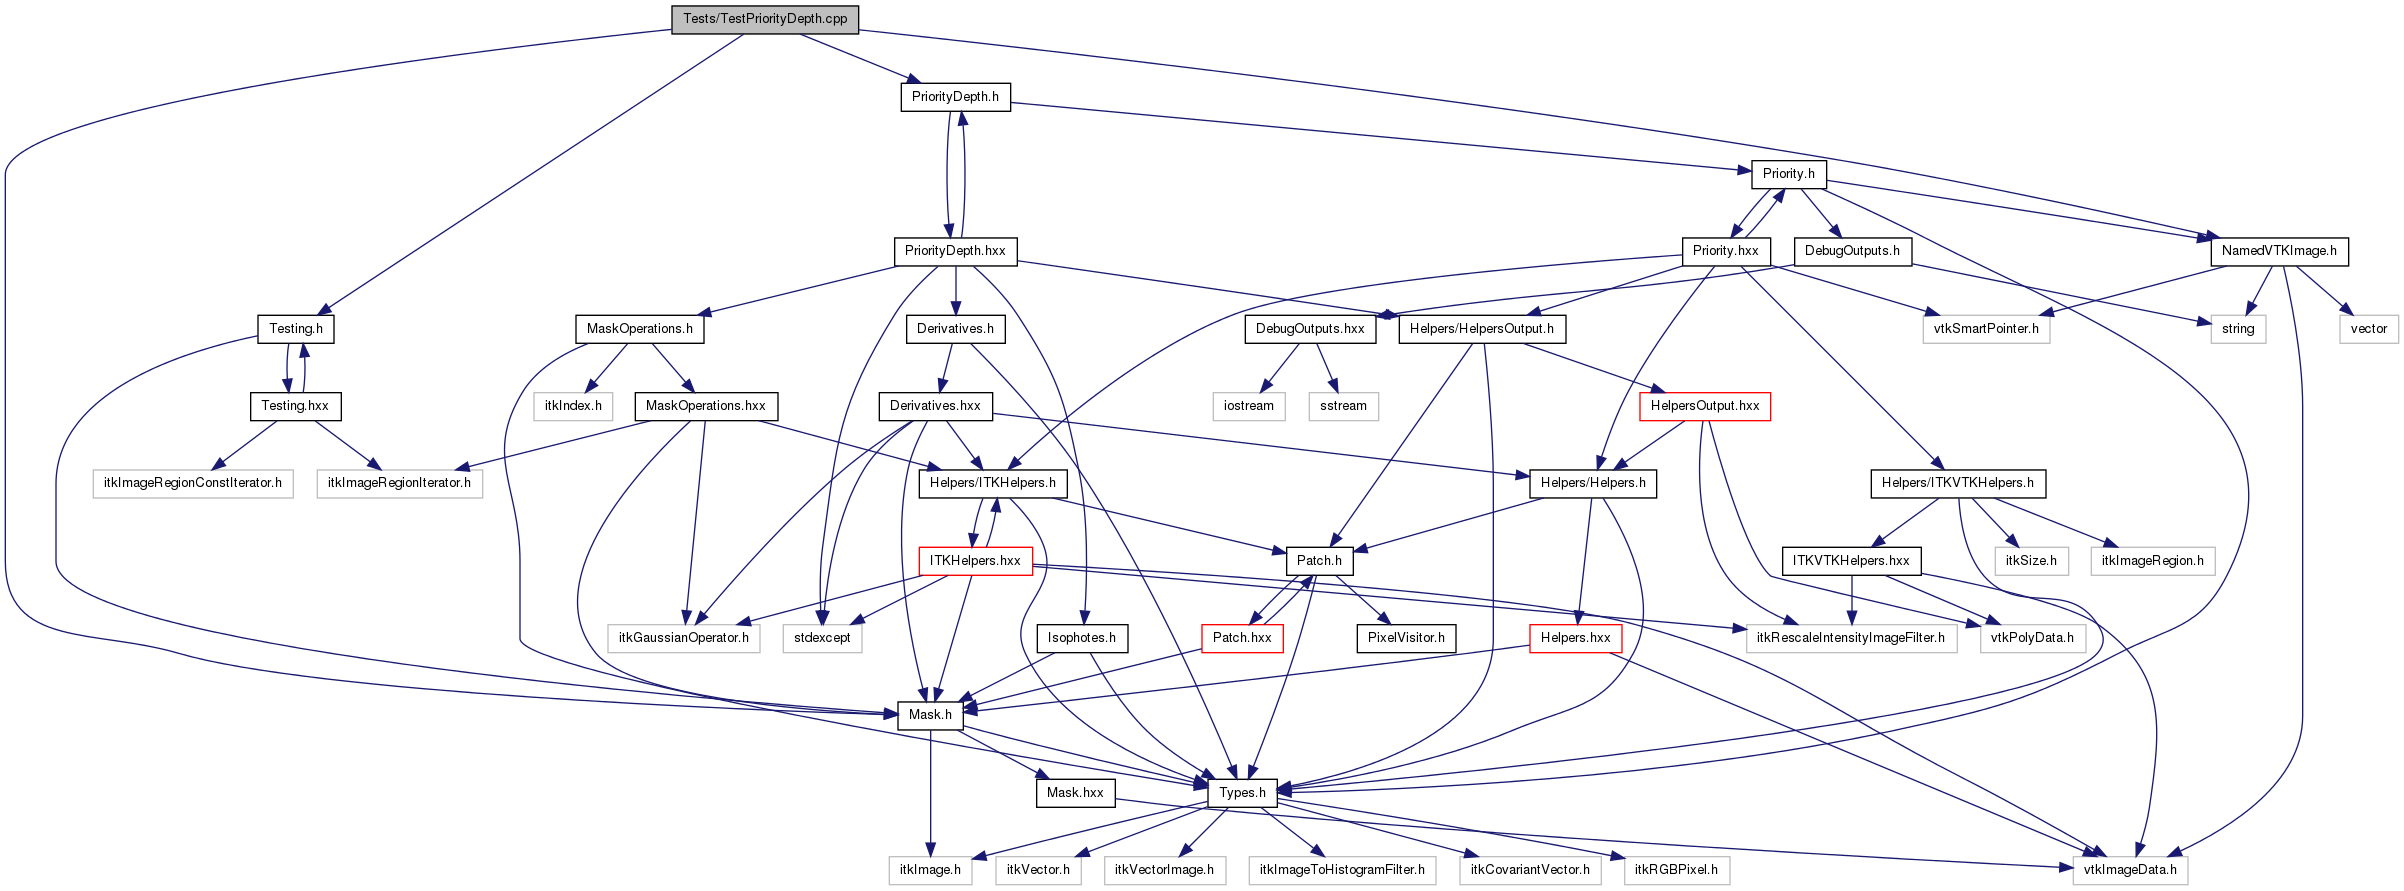 Tests/TestPriorityDepth.cpp
PriorityDepth.h
Priority.h
PriorityDepth.hxx
Priority.hxx
DebugOutputs.h
NamedVTKImage.h
Testing.h
MaskOperations.h
Derivatives.h
DebugOutputs.hxx
Helpers/HelpersOutput.h
vtkSmartPointer.h
string
vector
Testing.hxx
itkIndex.h
MaskOperations.hxx
Derivatives.hxx
iostream
sstream
HelpersOutput.hxx
itkImageRegionConstIterator.h
itkImageRegionIterator.h
Helpers/ITKHelpers.h
Helpers/Helpers.h
Helpers/ITKVTKHelpers.h
ITKHelpers.hxx
Patch.h
ITKVTKHelpers.hxx
itkSize.h
itkImageRegion.h
itkGaussianOperator.h
stdexcept
Isophotes.h
Patch.hxx
PixelVisitor.h
Helpers.hxx
itkRescaleIntensityImageFilter.h
vtkPolyData.h
Mask.h
Mask.hxx
Types.h
itkImage.h
itkVector.h
itkVectorImage.h
itkImageToHistogramFilter.h
itkCovariantVector.h
itkRGBPixel.h
vtkImageData.h